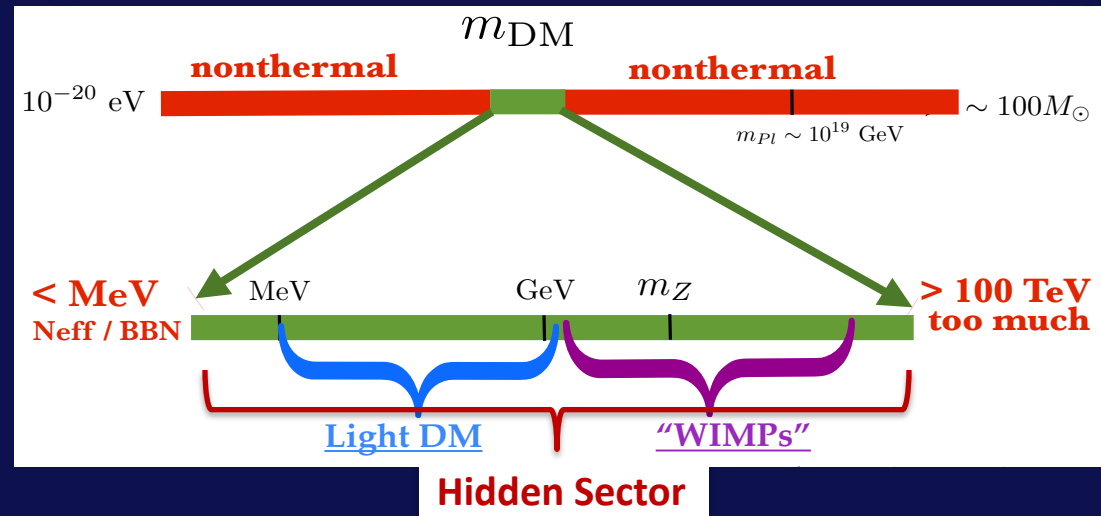 m_DM
nonthermal nonthermal
10^−20 eV
∼ 100M_⊙
m_Pl ∼ 10^19 GeV
< MeV
Neff / BBN
MeV GeV m_Z
> 100 TeV
too much
Light DM “WIMPs”
Hidden Sector